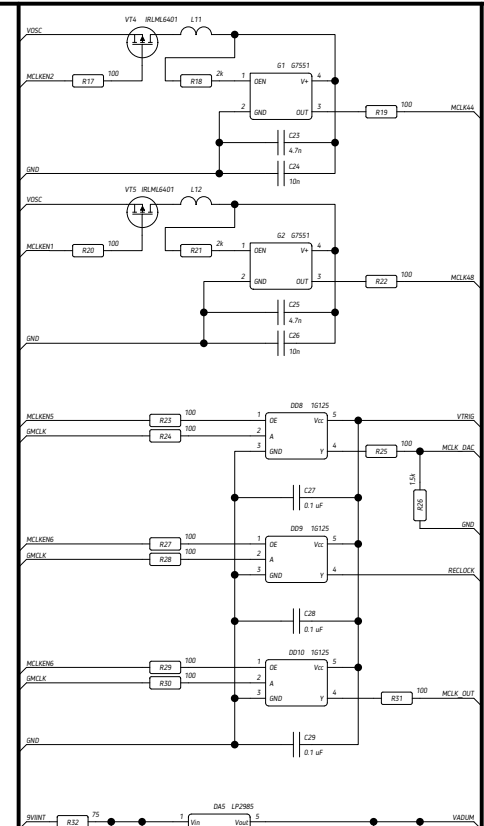 VT4 IRLML6401 L11
VOSC
G1 G7551
MCLKEN2 R17 100 R18 2k 1 OEN V+ 4
2 GND OUT 3 R19 100 MCLK44
C23
4.7n
C24
10n
GND
VT5 IRLML6401 L12
VOSC
G2 G7551
MCLKEN1 R20 100 R21 2k 1 OEN V+ 4
2 GND OUT 3 R22 100 MCLK48
C25
4.7n
C26
10n
GND
DD8 1G125
MCLKEN5 R23 100 1 OE Vcc 5 VTRIG
GMCLK R24 100 2 A
3 GND Y 4 R25 100 MCLK_DAC
1.5k
R26
GND
C27
0.1 uF
DD9 1G125
MCLKEN6 R27 100 1 OE Vcc 5
GMCLK R28 100 2 A
3 GND Y 4 RECLOCK
C28
0.1 uF
DD10 1G125
MCLKEN6 R29 100 1 OE Vcc 5
GMCLK R30 100 2 A
3 GND Y 4 R31 100 MCLK_OUT
GND
C29
0.1 uF
DA5 LP2985
9VIINT R32 75 1 Vin Vout 5 VADUM